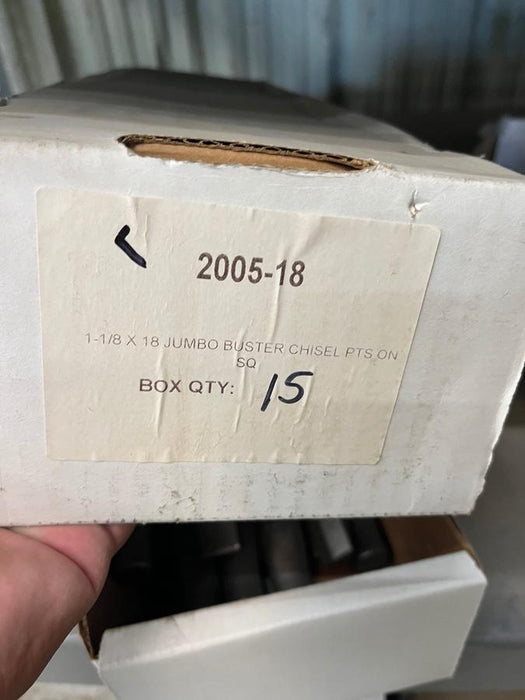 2005-18
1-1/8 X 18 JUMBO BUSTER CHISEL PTS ON
SQ
BOX QTY: 15